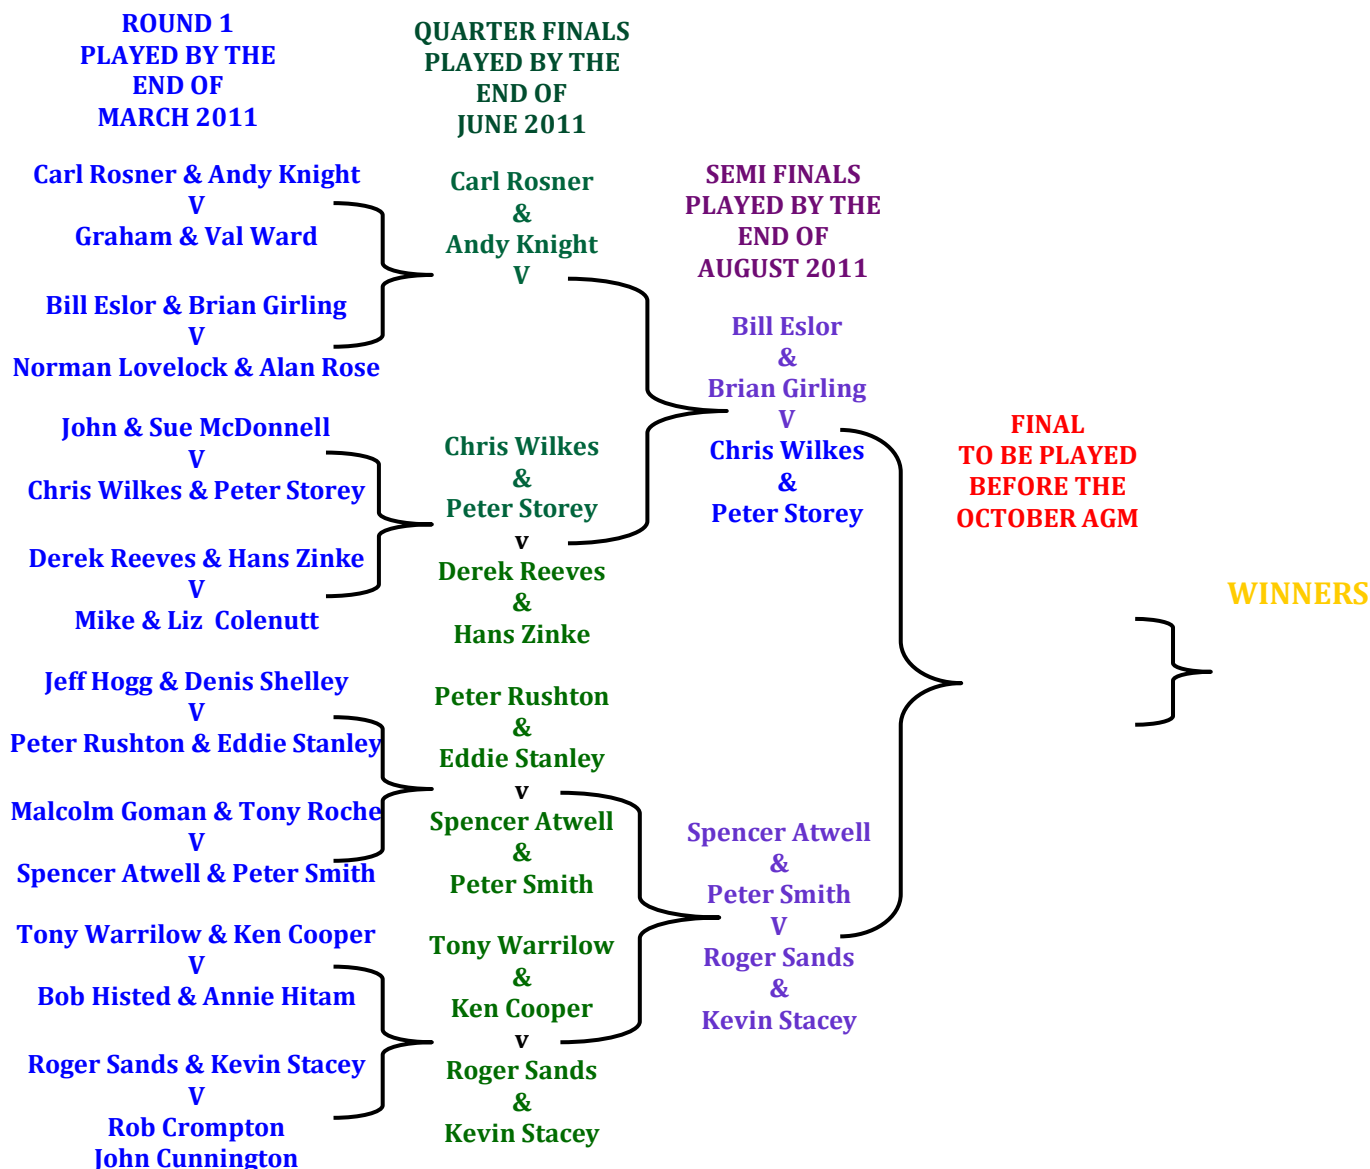 ROUND 1
PLAYED BY THE
END OF
MARCH 2011
Carl Rosner & Andy Knight
V
Graham & Val Ward
Bill Eslor & Brian Girling
V
Norman Lovelock & Alan Rose
John & Sue McDonnell
V
Chris Wilkes & Peter Storey
Derek Reeves & Hans Zinke
V
Mike & Liz Colenutt
Jeff Hogg & Denis Shelley
V
Peter Rushton & Eddie Stanley
Malcolm Goman & Tony Roche
V
Spencer Atwell & Peter Smith
Tony Warrilow & Ken Cooper
V
Bob Histed & Annie Hitam
Roger Sands & Kevin Stacey
V
Rob Crompton
John Cunnington
QUARTER FINALS
PLAYED BY THE
END OF
JUNE 2011
Carl Rosner
&
Andy Knight
V
Chris Wilkes
&
Peter Storey
v
Derek Reeves
&
Hans Zinke
Peter Rushton
&
Eddie Stanley
v
Spencer Atwell
&
Peter Smith
Tony Warrilow
&
Ken Cooper
v
Roger Sands
&
Kevin Stacey
SEMI FINALS
PLAYED BY THE
END OF
AUGUST 2011
Bill Eslor
&
Brian Girling
V
Chris Wilkes
&
Peter Storey
Spencer Atwell
&
Peter Smith
V
Roger Sands
&
Kevin Stacey
FINAL
TO BE PLAYED
BEFORE THE
OCTOBER AGM
WINNERS